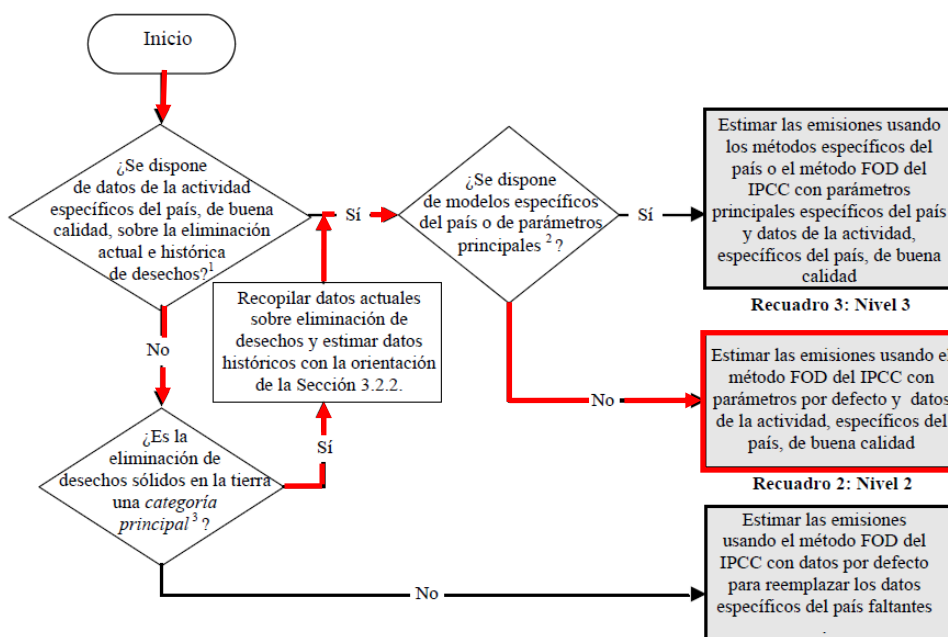 Inicio
¿Se dispone
de datos de la actividad
específicos del país, de buena
calidad, sobre la eliminación
actual e histórica
de desechos?1
Sí
¿Se dispone
de modelos específicos
del país o de parámetros
principales 2 ?
Sí
Estimar las emisiones usando
los métodos específicos del
país o el método FOD del
IPCC con parámetros
principales específicos del país
y datos de la actividad,
específicos del país, de buena
calidad
Recuadro 3: Nivel 3
No
Recopilar datos actuales
sobre eliminación de
desechos y estimar datos
históricos con la orientación
de la Sección 3.2.2.
No
Estimar las emisiones usando el
método FOD del IPCC con
parámetros por defecto y datos
de la actividad, específicos del
país, de buena calidad
Recuadro 2: Nivel 2
¿Es la
eliminación de
desechos sólidos en la tierra
una categoría
principal 3 ?
Sí
No
Estimar las emisiones
usando el método FOD del
IPCC con datos por defecto
para reemplazar los datos
específicos del país faltantes
.